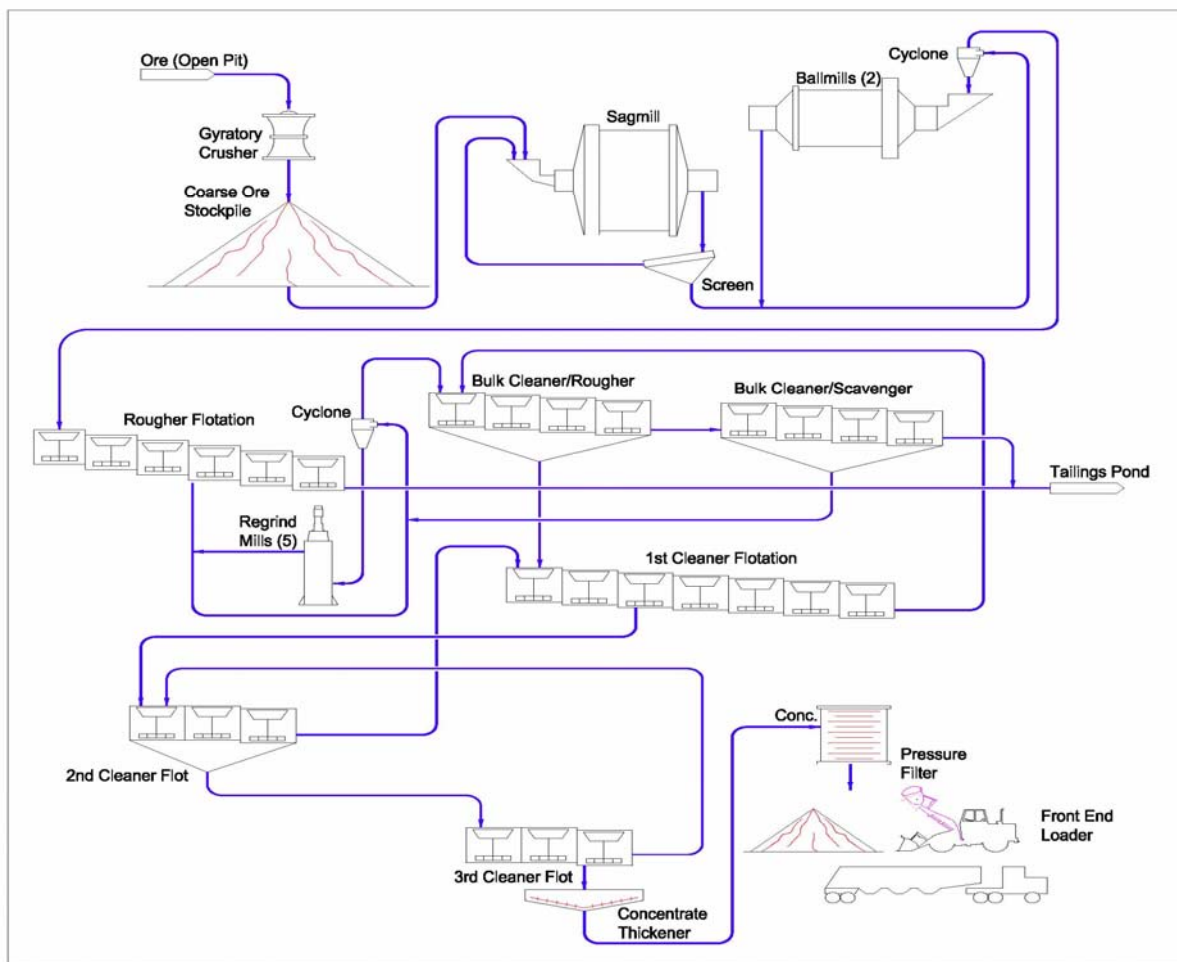 Ore (Open Pit)
Gyratory
Crusher
Coarse Ore
Stockpile
Sagmill
Screen
Ballmills (2)
Cyclone
Rougher Flotation
Cyclone
Bulk Cleaner/Rougher
Bulk Cleaner/Scavenger
Tailings Pond
Regrind
Mills (5)
1st Cleaner Flotation
2nd Cleaner Flot
3rd Cleaner Flot
Concentrate
Thickener
Conc.
Pressure
Filter
Front End
Loader